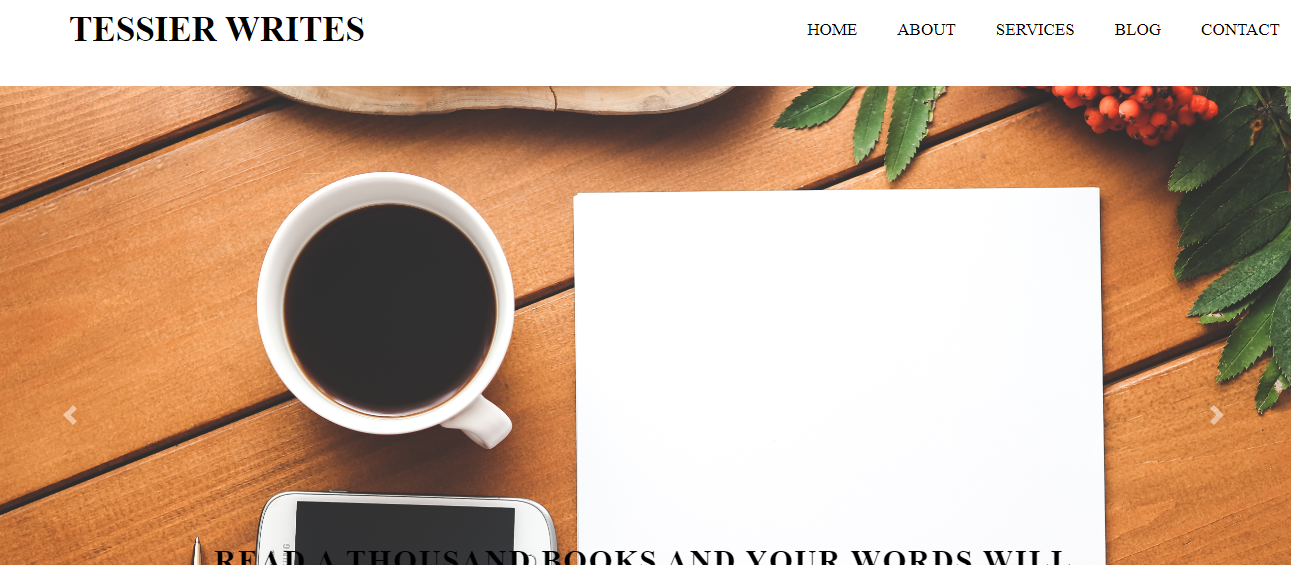 TESSIER WRITES
HOME ABOUT SERVICES BLOG CONTACT
READ A THOUSAND BOOKS AND YOUR WORDS WILL